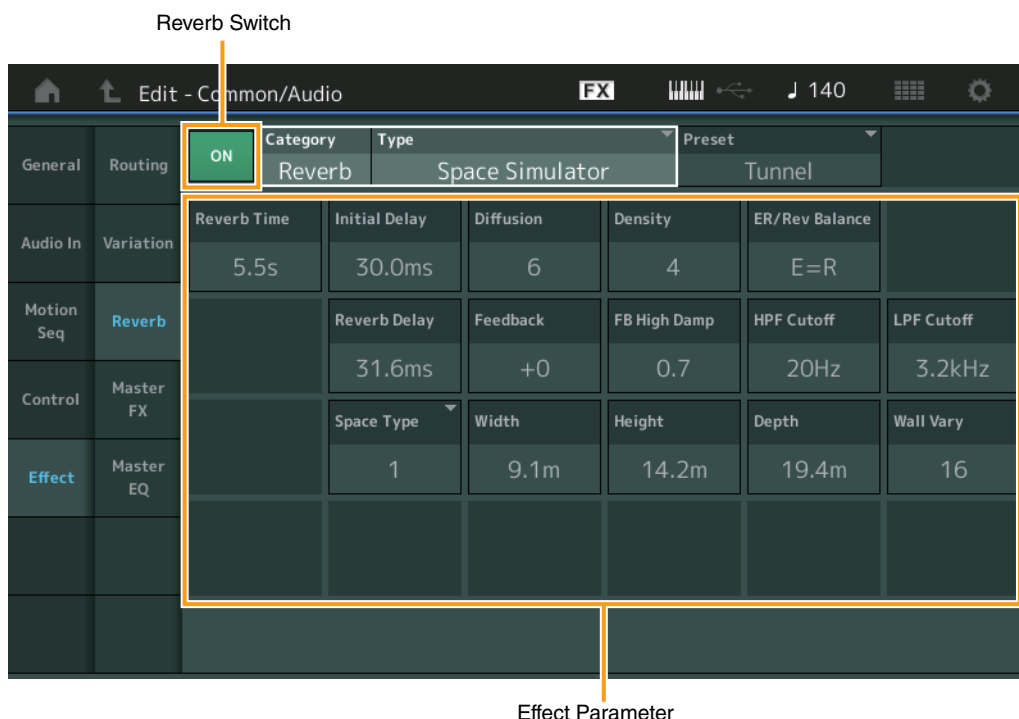 Reverb Switch
Edit - Common/Audio FX ♩ 140
General Routing ON Category Reverb Type Space Simulator Preset Tunnel
Audio In Variation
Motion Seq Reverb
Control Master FX
Effect Master EQ
Reverb Time Initial Delay Diffusion Density ER/Rev Balance
5.5s 30.0ms 6 4 E=R
Reverb Delay Feedback FB High Damp HPF Cutoff LPF Cutoff
31.6ms +0 0.7 20Hz 3.2kHz
Space Type Width Height Depth Wall Vary
1 9.1m 14.2m 19.4m 16
Effect Parameter